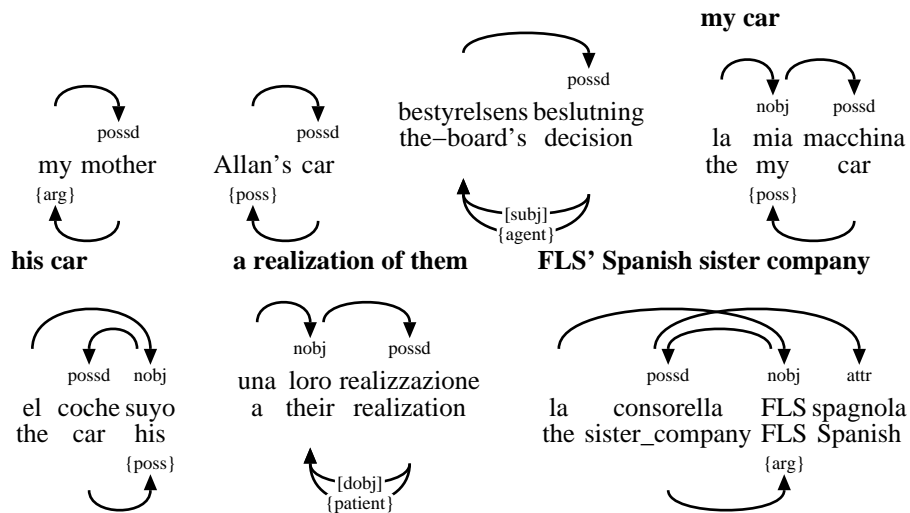 my car
possd
my mother
{arg}
possd
Allan's car
{poss}
possd
bestyrelsens beslutning
the−board's decision
[subj]
{agent}
nobj possd
la mia macchina
the my car
{poss}
his car
a realization of them
FLS' Spanish sister company
possd nobj
el coche suyo
the car his
{poss}
nobj possd
una loro realizzazione
a their realization
[dobj]
{patient}
possd nobj attr
la consorella FLS spagnola
the sister_company FLS Spanish
{arg}